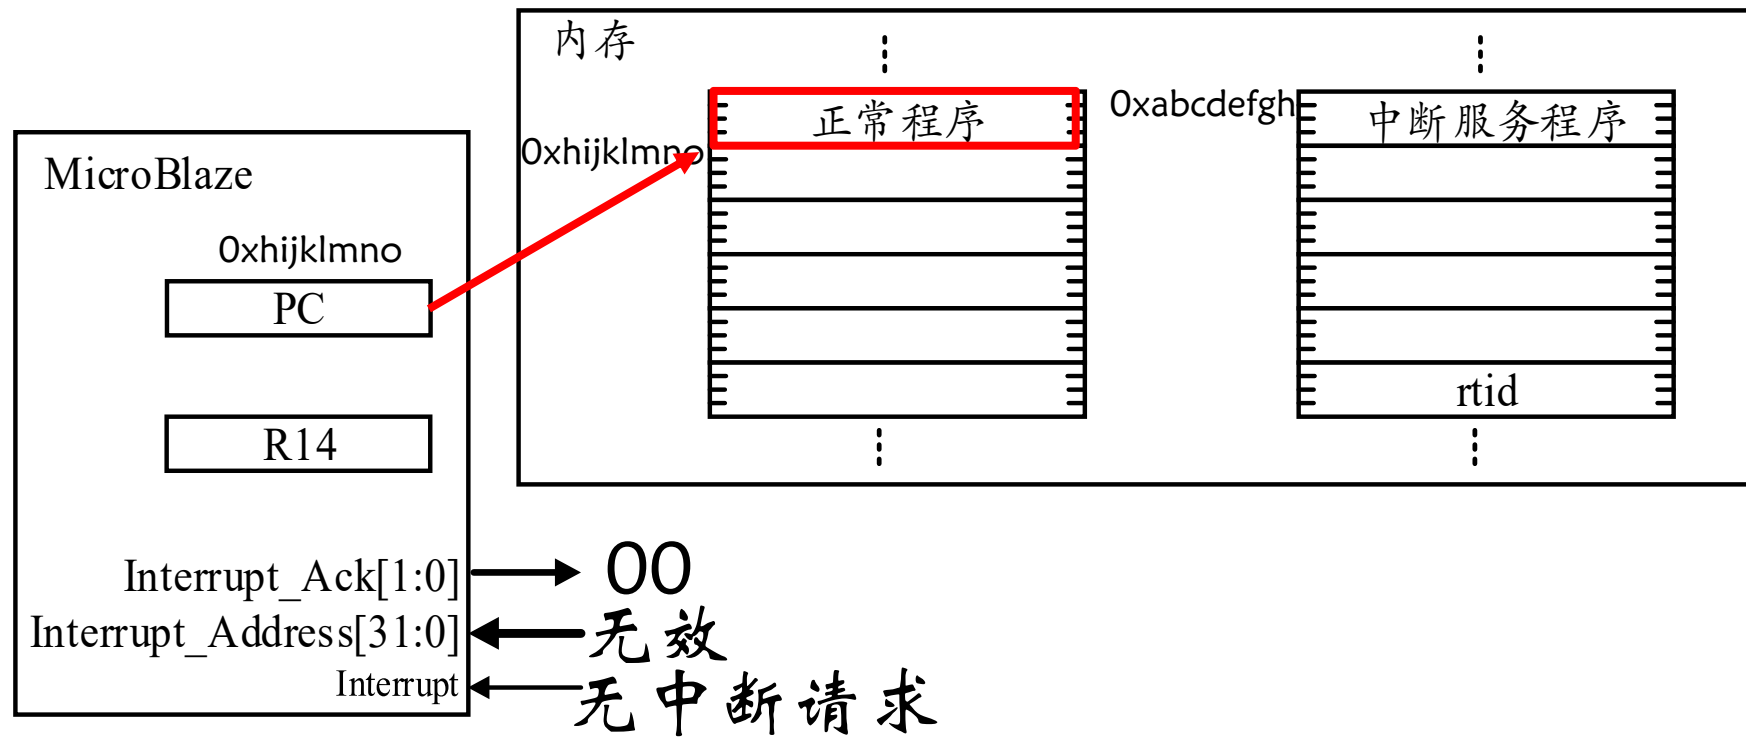 内存
正常程序
0xabcdefgh
中断服务程序
0xhijklmno
MicroBlaze
0xhijklmno
PC
rtid
R14
Interrupt_Ack[1:0]
00
Interrupt_Address[31:0]
无效
Interrupt
无中断请求